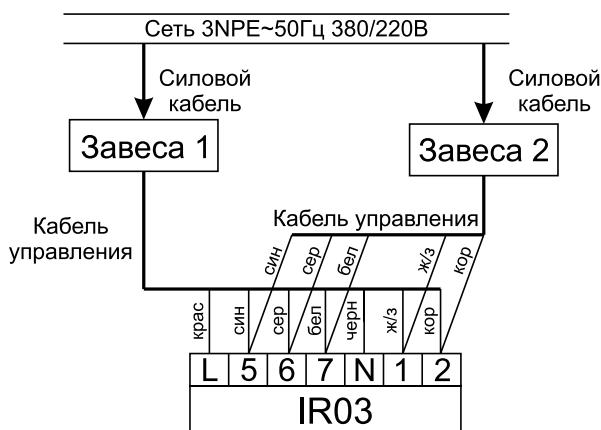 Сеть 3NPE~50Гц 380/220В
Силовой
кабель
Силовой
кабель
Завеса 1
Завеса 2
Кабель
управления
Кабель управления
син
сер
бел
ж/з
кор
крас
син
сер
бел
черн
ж/з
кор
L 5 6 7 N 1 2
IR03